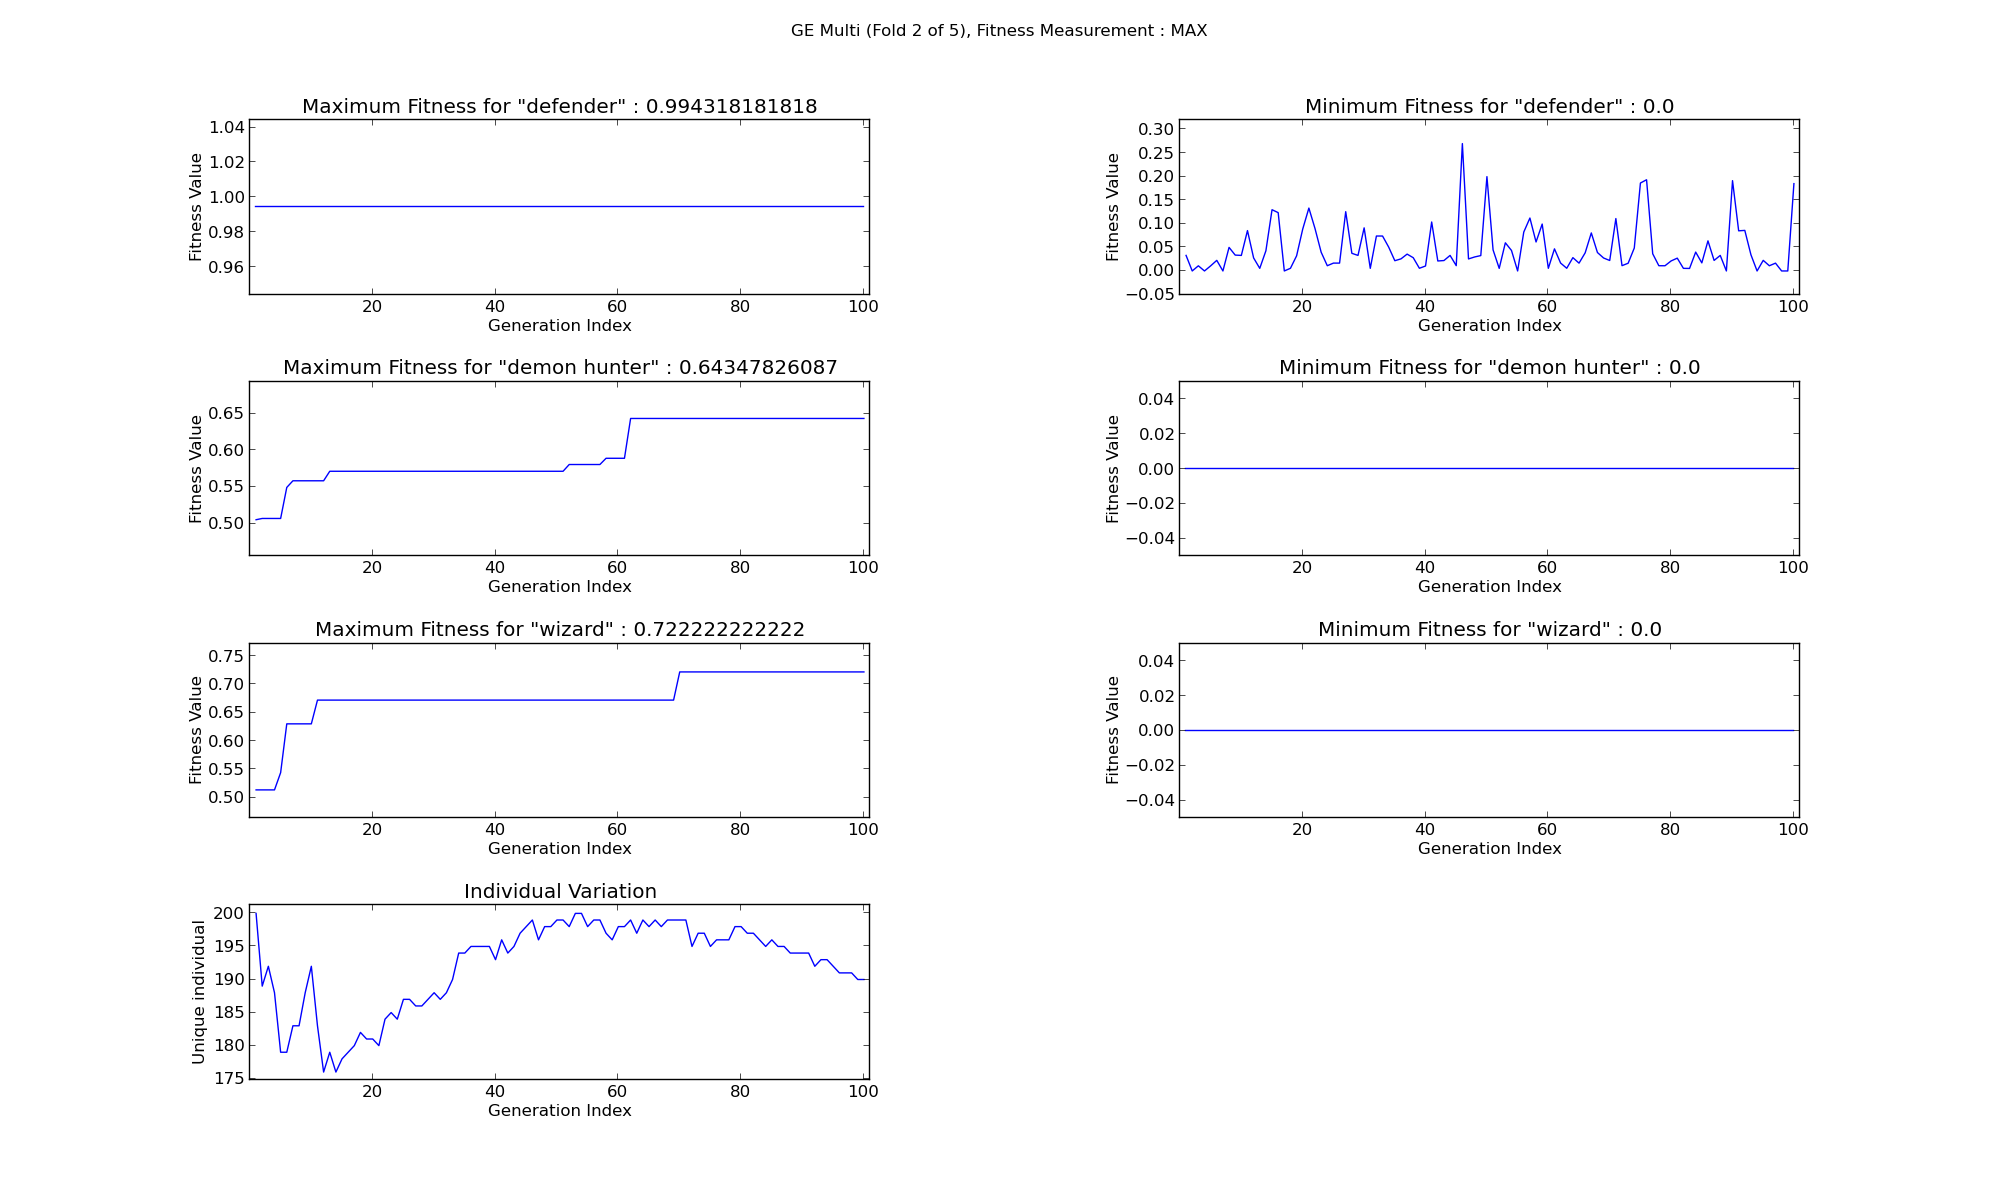 GE Multi (Fold 2 of 5), Fitness Measurement : MAX
Maximum Fitness for "defender" : 0.994318181818
1.04
1.02
1.00
0.98
0.96
Fitness Value
20 40 60 80 100
Generation Index
Minimum Fitness for "defender" : 0.0
0.30
0.25
0.20
0.15
0.10
0.05
0.00
−0.05
Fitness Value
20 40 60 80 100
Generation Index
Maximum Fitness for "demon hunter" : 0.64347826087
0.65
0.60
0.55
0.50
Fitness Value
20 40 60 80 100
Generation Index
Minimum Fitness for "demon hunter" : 0.0
0.04
0.02
0.00
−0.02
−0.04
Fitness Value
20 40 60 80 100
Generation Index
Maximum Fitness for "wizard" : 0.722222222222
0.75
0.70
0.65
0.60
0.55
0.50
Fitness Value
20 40 60 80 100
Generation Index
Minimum Fitness for "wizard" : 0.0
0.04
0.02
0.00
−0.02
−0.04
Fitness Value
20 40 60 80 100
Generation Index
Individual Variation
200
195
190
185
180
175
Unique individual
20 40 60 80 100
Generation Index